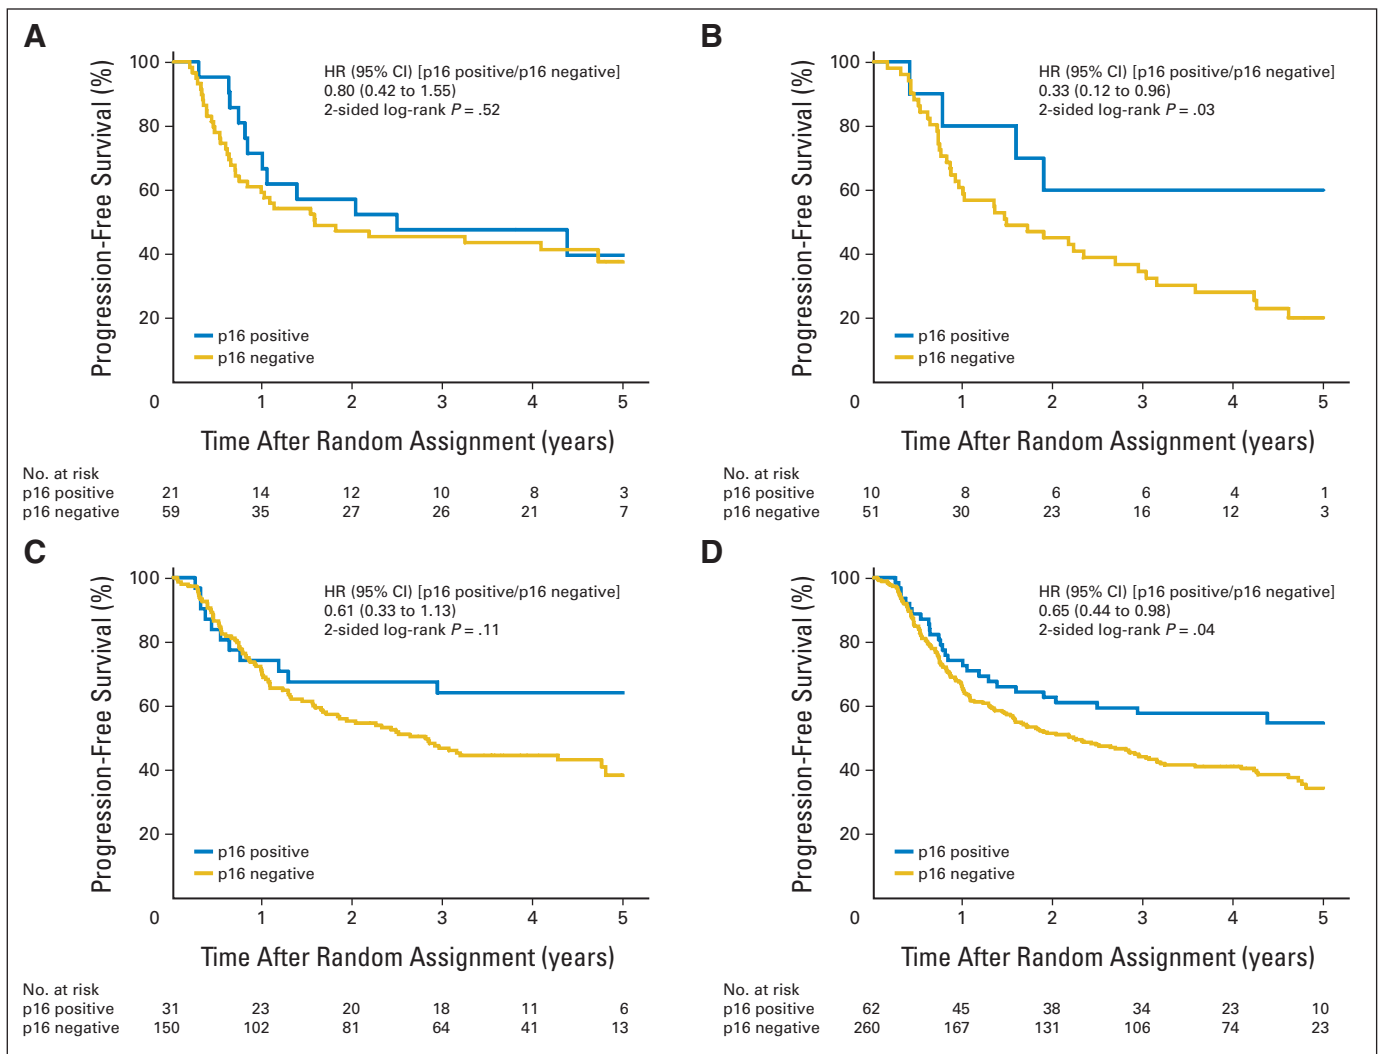 A
Progression-Free Survival (%)
100
80
60
40
20
0
HR (95% CI) [p16 positive/p16 negative]
0.80 (0.42 to 1.55)
2-sided log-rank P = .52
p16 positive
p16 negative
1 2 3 4 5
Time After Random Assignment (years)
No. at risk
p16 positive 21 14 12 10 8 3
p16 negative 59 35 27 26 21 7
B
Progression-Free Survival (%)
100
80
60
40
20
0
HR (95% CI) [p16 positive/p16 negative]
0.33 (0.12 to 0.96)
2-sided log-rank P = .03
p16 positive
p16 negative
1 2 3 4 5
Time After Random Assignment (years)
No. at risk
p16 positive 10 8 6 6 4 1
p16 negative 51 30 23 16 12 3
C
Progression-Free Survival (%)
100
80
60
40
20
0
HR (95% CI) [p16 positive/p16 negative]
0.61 (0.33 to 1.13)
2-sided log-rank P = .11
p16 positive
p16 negative
1 2 3 4 5
Time After Random Assignment (years)
No. at risk
p16 positive 31 23 20 18 11 6
p16 negative 150 102 81 64 41 13
D
Progression-Free Survival (%)
100
80
60
40
20
0
HR (95% CI) [p16 positive/p16 negative]
0.65 (0.44 to 0.98)
2-sided log-rank P = .04
p16 positive
p16 negative
1 2 3 4 5
Time After Random Assignment (years)
No. at risk
p16 positive 62 45 38 34 23 10
p16 negative 260 167 131 106 74 23